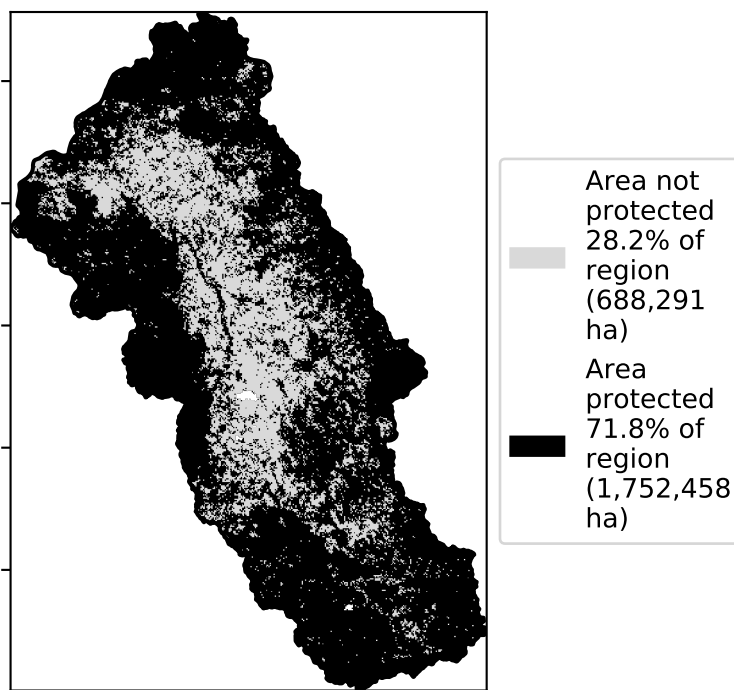 Area not
protected
28.2% of
region
(688,291
ha)
Area
protected
71.8% of
region
(1,752,458
ha)